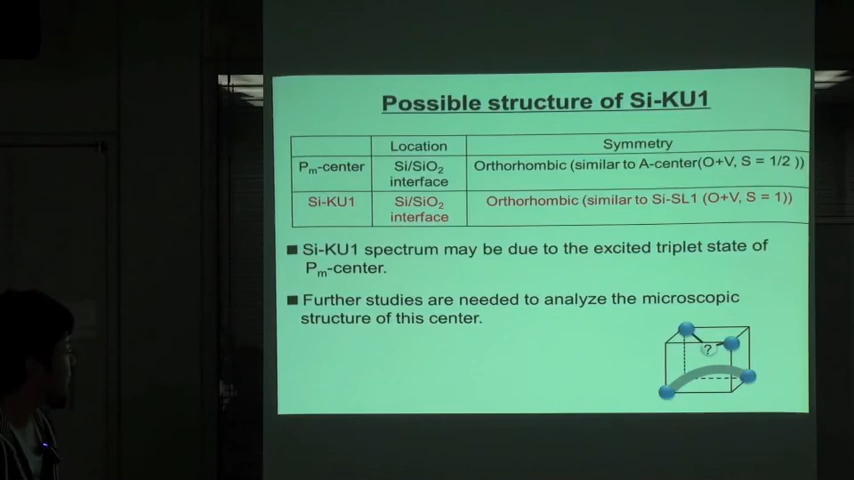 Possible structure of Si-KU1
Location Symmetry
Pm-center Si/SiO2 interface Orthorhombic (similar to A-center(O+V, S = 1/2 ))
Si-KU1 Si/SiO2 interface Orthorhombic (similar to Si-SL1 (O+V, S = 1))
■ Si-KU1 spectrum may be due to the excited triplet state of
Pm-center.
■ Further studies are needed to analyze the microscopic
structure of this center.
?